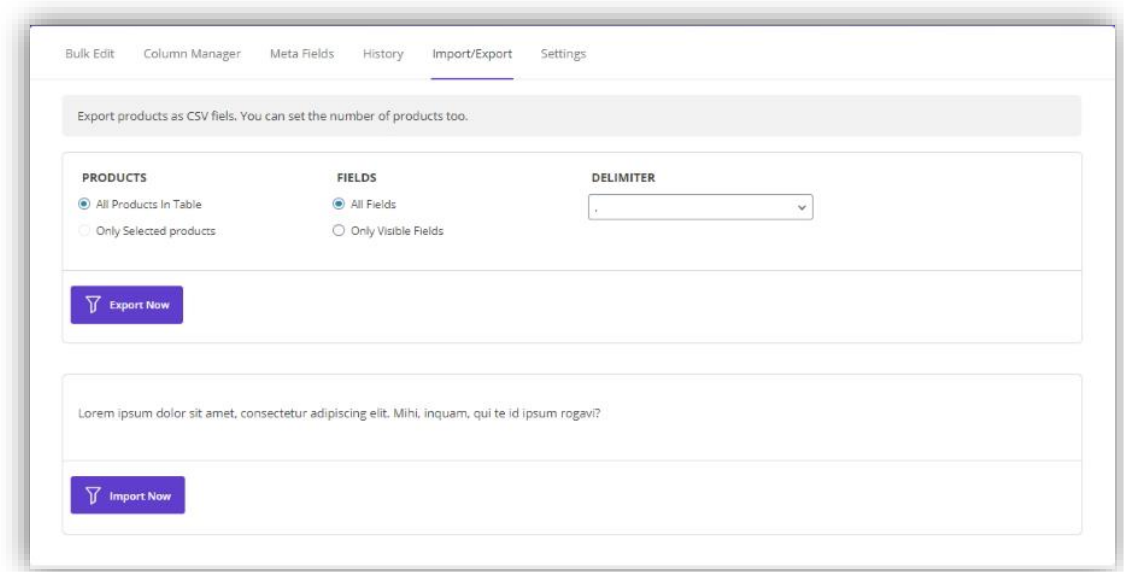 Bulk Edit Column Manager Meta Fields History Import/Export Settings
Export products as CSV fiels. You can set the number of products too.
PRODUCTS FIELDS DELIMITER
All Products In Table All Fields ,
Only Selected products Only Visible Fields
Export Now
Lorem ipsum dolor sit amet, consectetur adipiscing elit. Mihi, inquam, qui te id ipsum rogavi?
Import Now